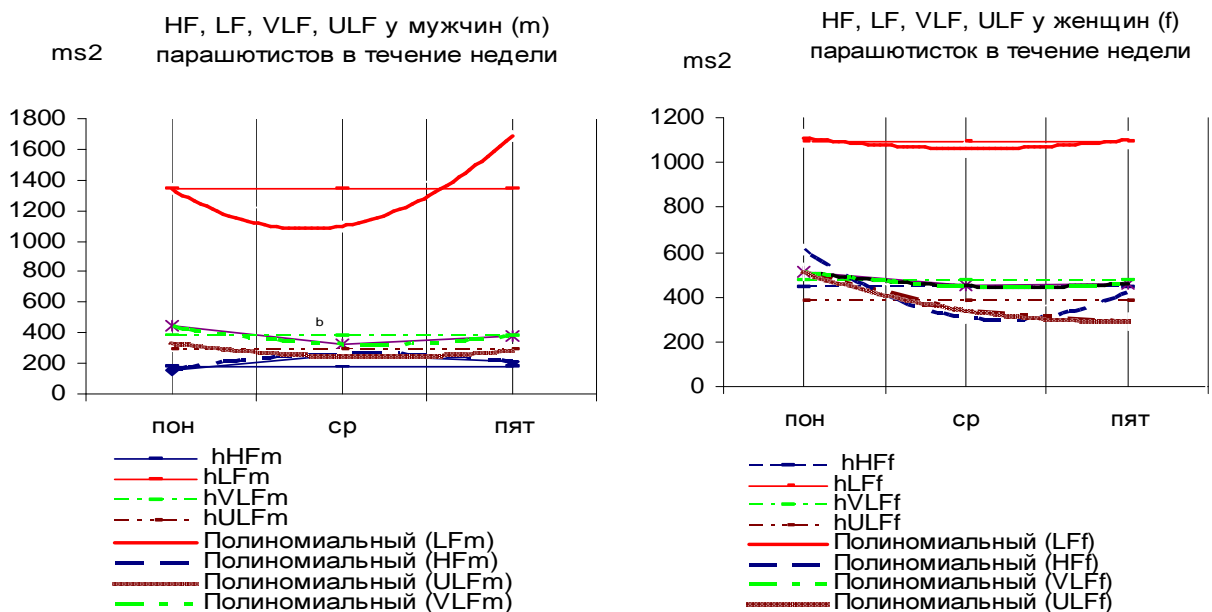 HF, LF, VLF, ULF у мужчин (m)
парашютистов в течение недели
ms2
1800
1600
1400
1200
1000
800
600
400
200
0
b
пон ср пят
hHFm
hLFm
hVLFm
hULFm
Полиномиальный (LFm)
Полиномиальный (HFm)
Полиномиальный (ULFm)
Полиномиальный (VLFm)
HF, LF, VLF, ULF у женщин (f)
парашютисток в течение недели
ms2
1200
1000
800
600
400
200
0
пон ср пят
hHFf
hLFf
hVLFf
hULFf
Полиномиальный (LFf)
Полиномиальный (HFf)
Полиномиальный (VLFf)
Полиномиальный (ULFf)